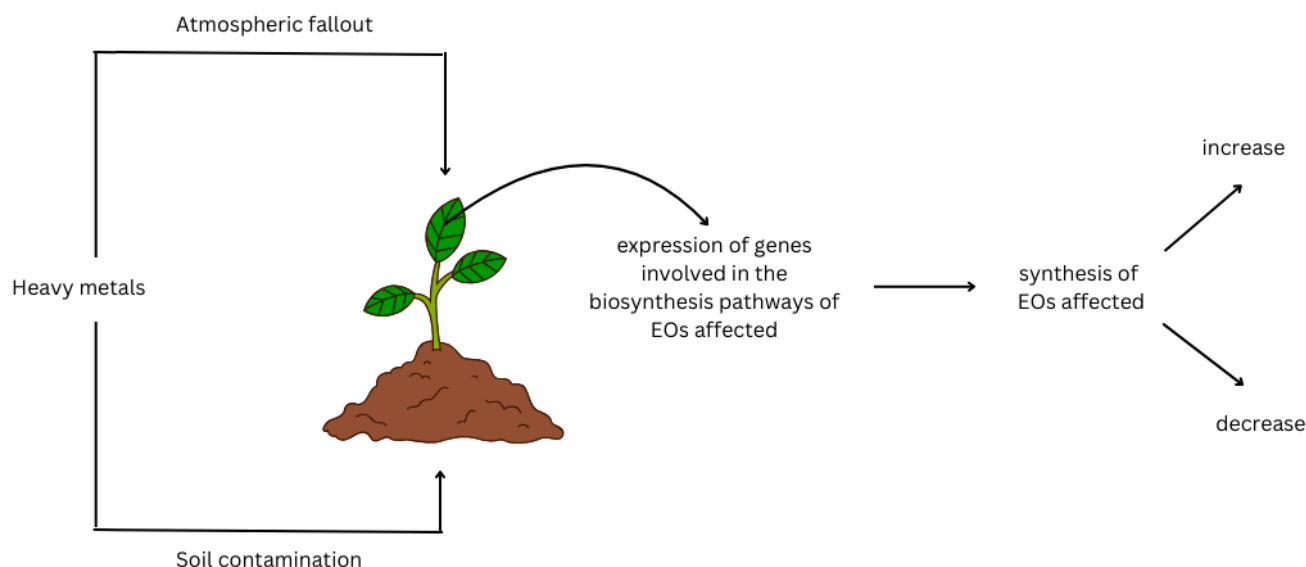 Atmospheric fallout
Heavy metals
Soil contamination
expression of genes
involved in the
biosynthesis pathways of
EOs affected
synthesis of
EOs affected
increase
decrease